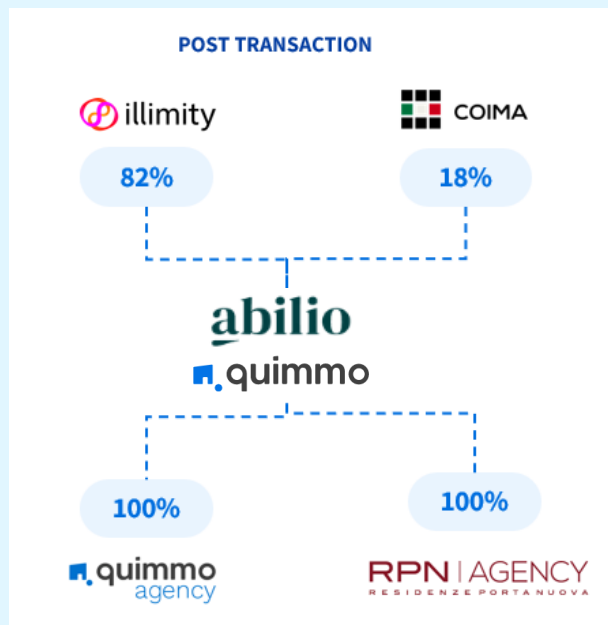 POST TRANSACTION
illimity
COIMA
82%
18%
abilio
quimmo
100%
100%
quimmo
agency
RPN | AGENCY
RESIDENZE PORTA NUOVA